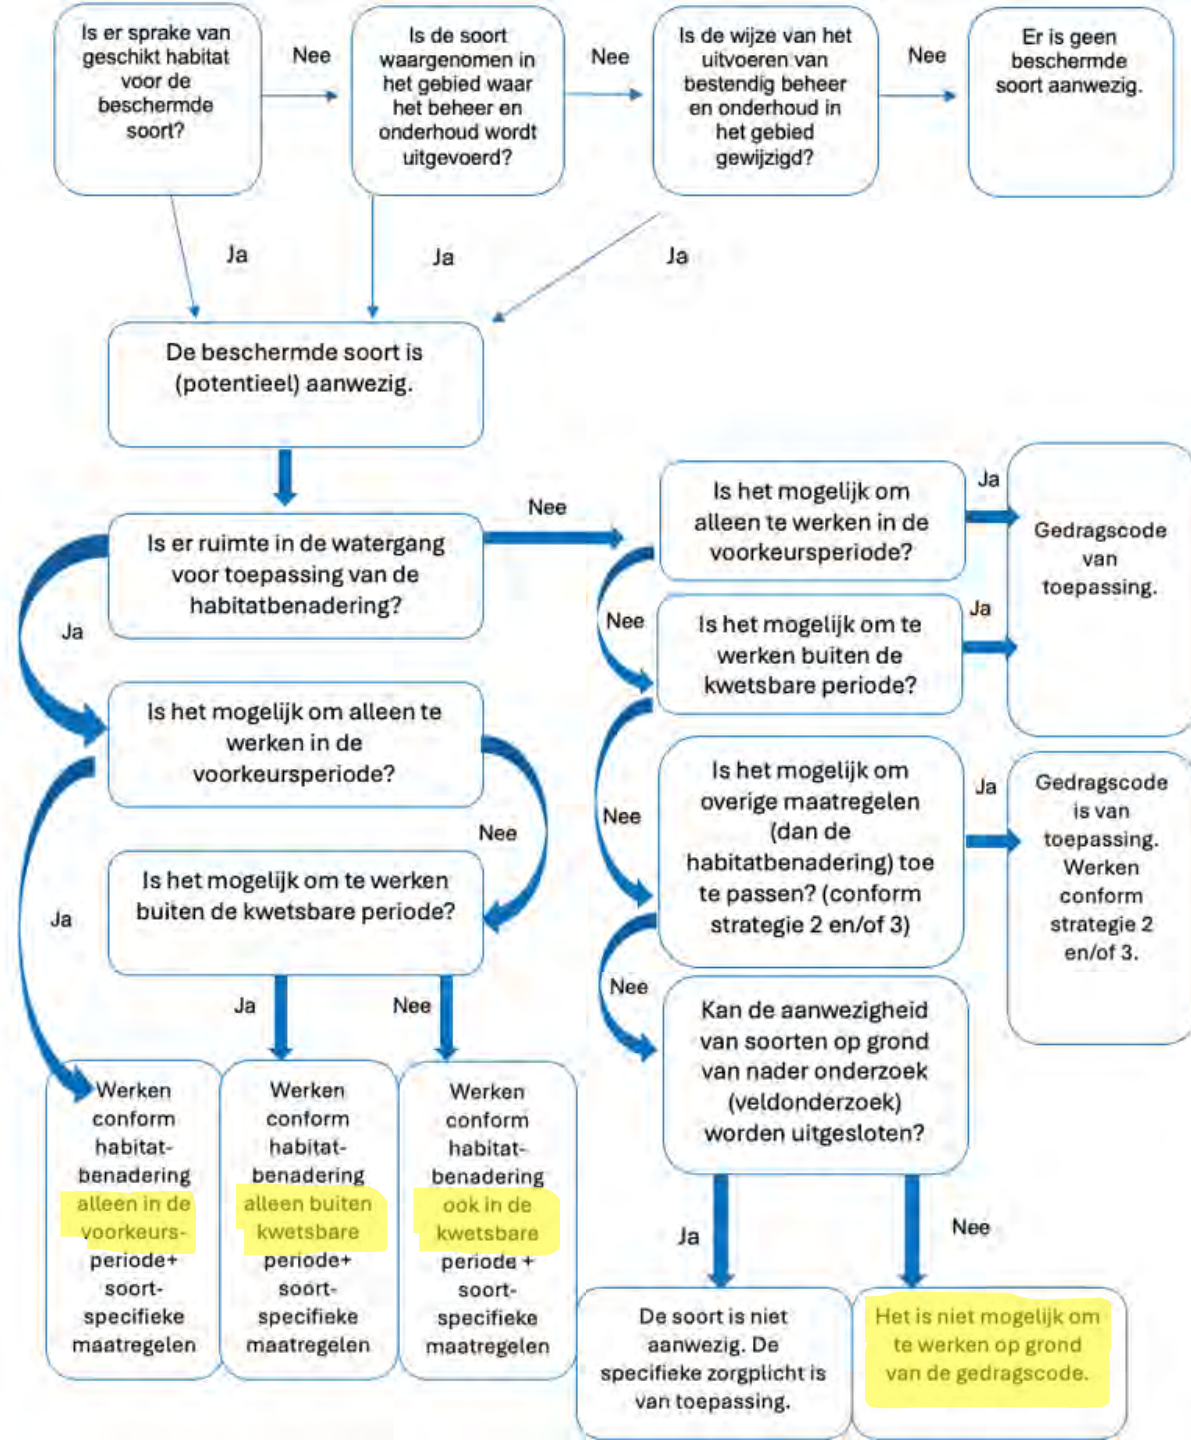 Is er sprake van
geschikt habitat
voor de
beschermde
soort?
Nee
Is de soort
waargenomen in
het gebied waar
het beheer en
onderhoud wordt
uitgevoerd?
Nee
Is de wijze van het
uitvoeren van
bestendig beheer
en onderhoud in
het gebied
gewijzigd?
Nee
Er is geen
beschermde
soort aanwezig.
Ja
Ja
Ja
De beschermde soort is
(potentieel) aanwezig.
Is er ruimte in de watergang
voor toepassing van de
habitatbenadering?
Nee
Ja
Is het mogelijk om alleen te
werken in de
voorkeursperiode?
Nee
Ja
Is het mogelijk om te werken
buiten de kwetsbare periode?
Ja
Nee
Werken
conform
habitat-
benadering
alleen in de
voorkeurs-
periode+
soort-
specifieke
maatregelen
Werken
conform
habitat-
benadering
alleen buiten
kwetsbare
periode+
soort-
specifieke
maatregelen
Werken
conform
habitat-
benadering
ook in de
kwetsbare
periode +
soort-
specifieke
maatregelen
Is het mogelijk om
alleen te werken in de
voorkeursperiode?
Ja
Nee
Is het mogelijk om te
werken buiten de
kwetsbare periode?
Ja
Gedragscode
van
toepassing.
Nee
Is het mogelijk om
overige maatregelen
(dan de
habitatbenadering) toe
te passen? (conform
strategie 2 en/of 3)
Ja
Gedragscode
is van
toepassing.
Werken
conform
strategie 2
en/of 3.
Nee
Kan de aanwezigheid
van soorten op grond
van nader onderzoek
(veldonderzoek)
worden uitgesloten?
Ja
Nee
De soort is niet
aanwezig. De
specifieke zorgplicht is
van toepassing.
Het is niet mogelijk om
te werken op grond
van de gedragscode.